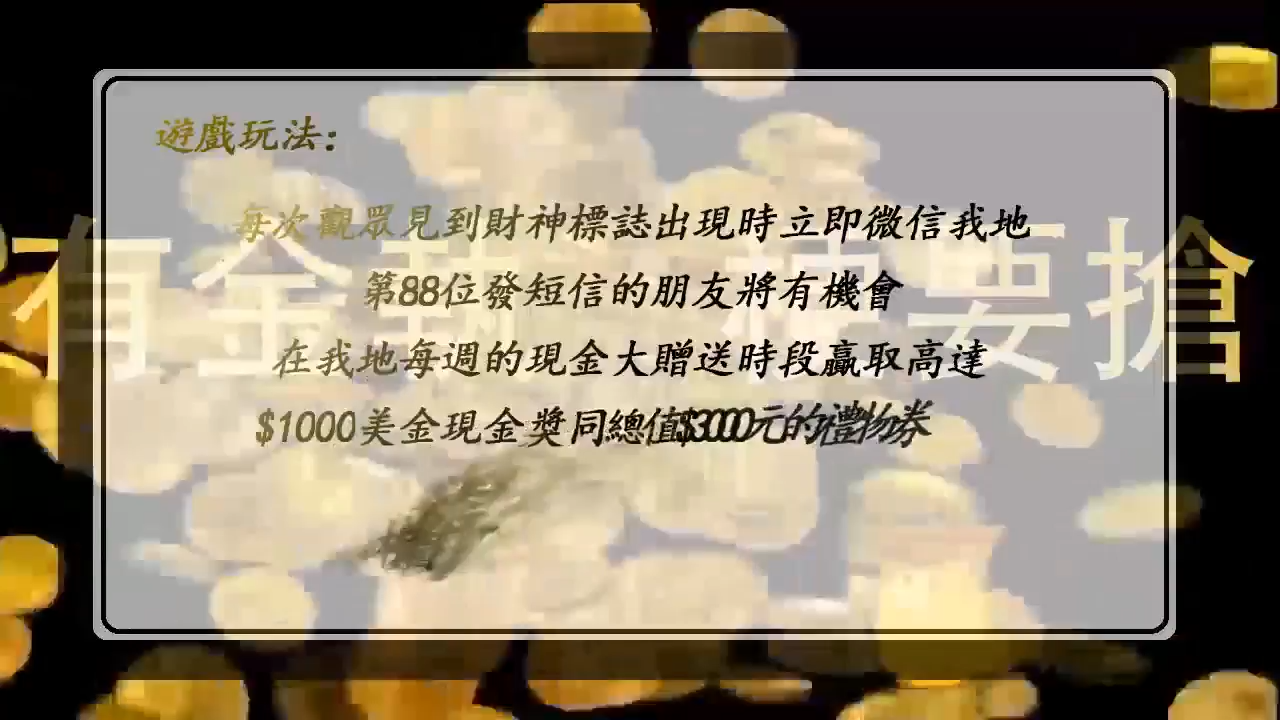 遊戲玩法:
每次觀眾見到財神標誌出現時立即微信我地
第88位發短信的朋友將有機會
在我地每週的現金大贈送時段贏取高達
$1000美金現金獎同總值$3000元的禮物券
有金 要搶